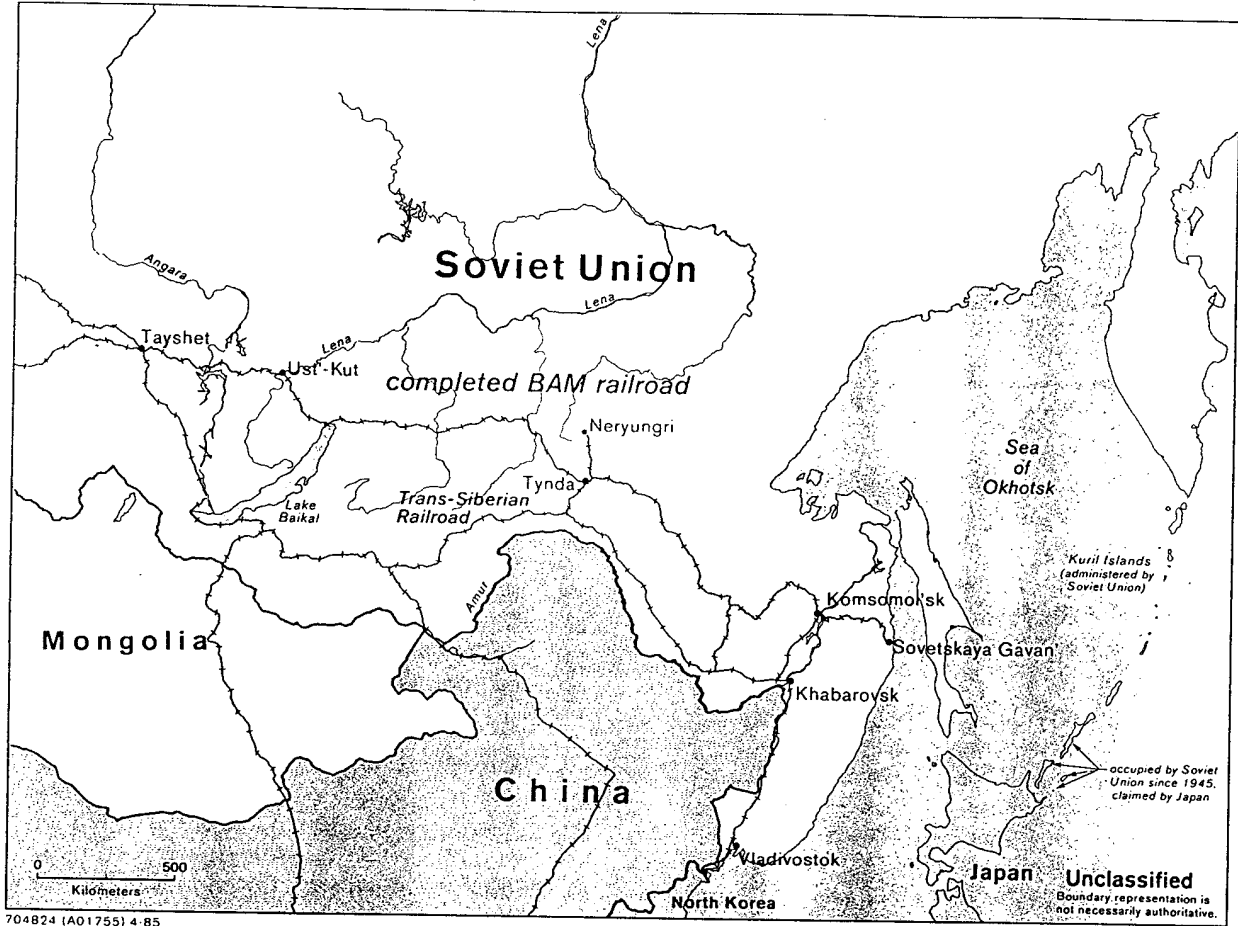 Lena
Soviet Union
Angara
Lena
Tayshet
Lena
Ust'-Kut
completed BAM railroad
Neryungri
Sea
of
Okhotsk
Tynda
Lake
Baikal
Trans-Siberian
Railroad
Kuril Islands
(administered by
Soviet Union)
Amur
Komsomol'sk
Mongolia
Sovetskaya Gavan'
Khabarovsk
occupied by Soviet
Union since 1945,
claimed by Japan
China
0 500
Kilometers
Vladivostok
Japan
North Korea
Unclassified
Boundary representation is
not necessarily authoritative.
704824 (A01755) 4-85